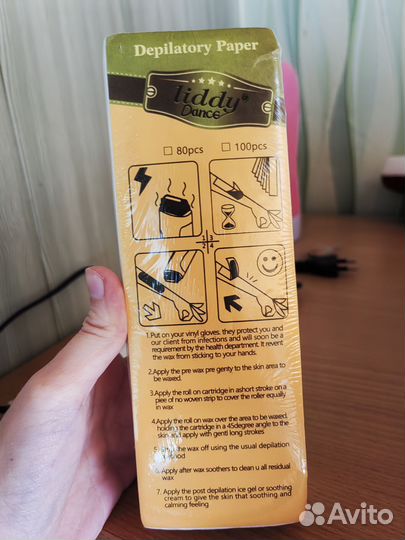 Depilatory Paper
liddy®
Dance
80pcs
100pcs
1 3
2 4
1.Put on your vinyl gloves. they protect you and
our client from infections and will soon be a
requirement by the health department. It revent
the wax from sticking to your hands.
2.Apply the pre wax pre genty to the skin area to
be waxed.
3.Apply the roll on cartridge in ashort stroke on a
piee of no woven strip to cover the roller equally
in wax
4.Apply the roll on wax over the area to be waxed.
holding the cartridge in a 45degree angle to the
skin and apply with gentl long strokes
the wax off using the usual depilation
6. Apply after wax soothers to clean u all residual
wax
7. Apply the post depilation ice gel or soothing
cream to give the skin that soothing and
calming feeling
Avito